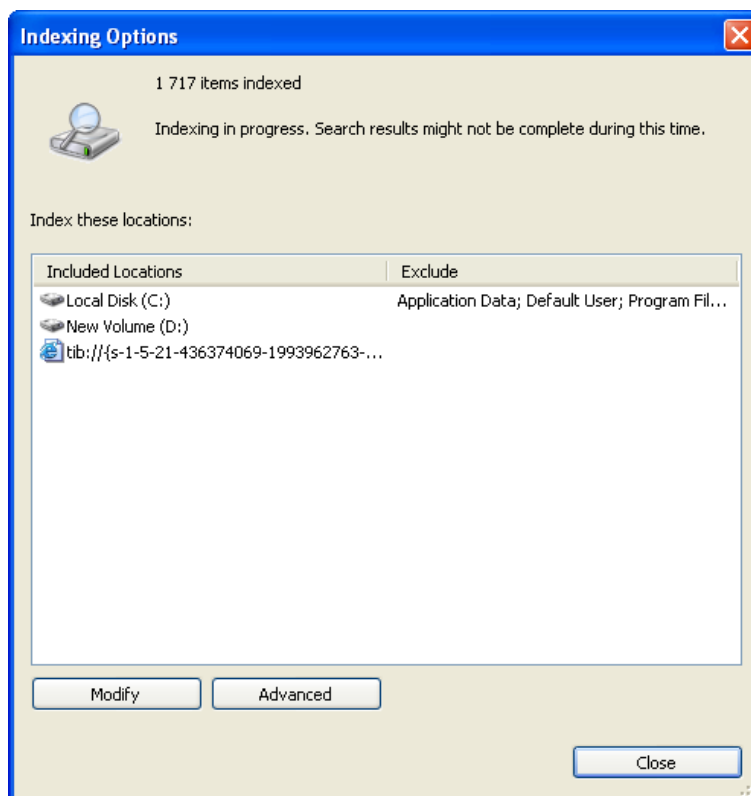 Indexing Options
1 717 items indexed
Indexing in progress. Search results might not be complete during this time.
Index these locations:
Included Locations Exclude
Local Disk (C:) Application Data; Default User; Program Fil...
New Volume (D:)
tib://{s-1-5-21-436374069-1993962763-...
Modify Advanced
Close